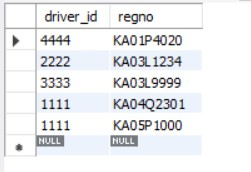 driver_id regno
4444 KA01P4020
2222 KA03L1234
3333 KA03L9999
1111 KA04Q2301
1111 KA05P1000
NULL NULL